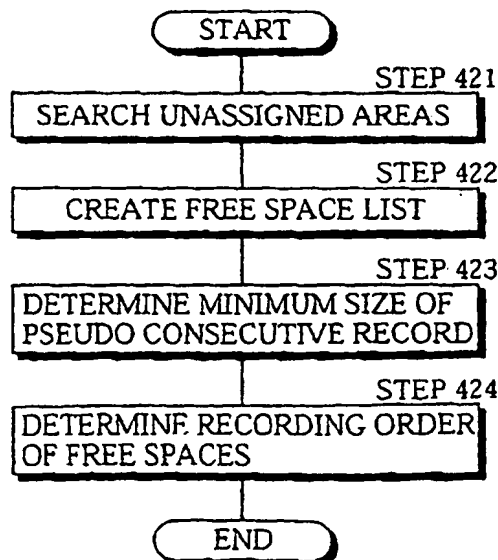 START
STEP 421
SEARCH UNASSIGNED AREAS
STEP 422
CREATE FREE SPACE LIST
STEP 423
DETERMINE MINIMUM SIZE OF
PSEUDO CONSECUTIVE RECORD
STEP 424
DETERMINE RECORDING ORDER
OF FREE SPACES
END